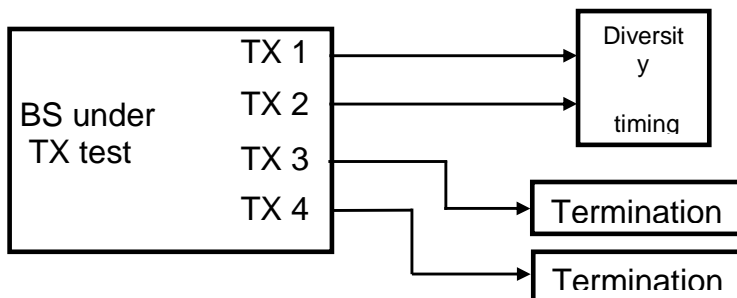 BS under
TX test
TX 1
TX 2
TX 3
TX 4
Diversit
y
timing
Termination
Termination